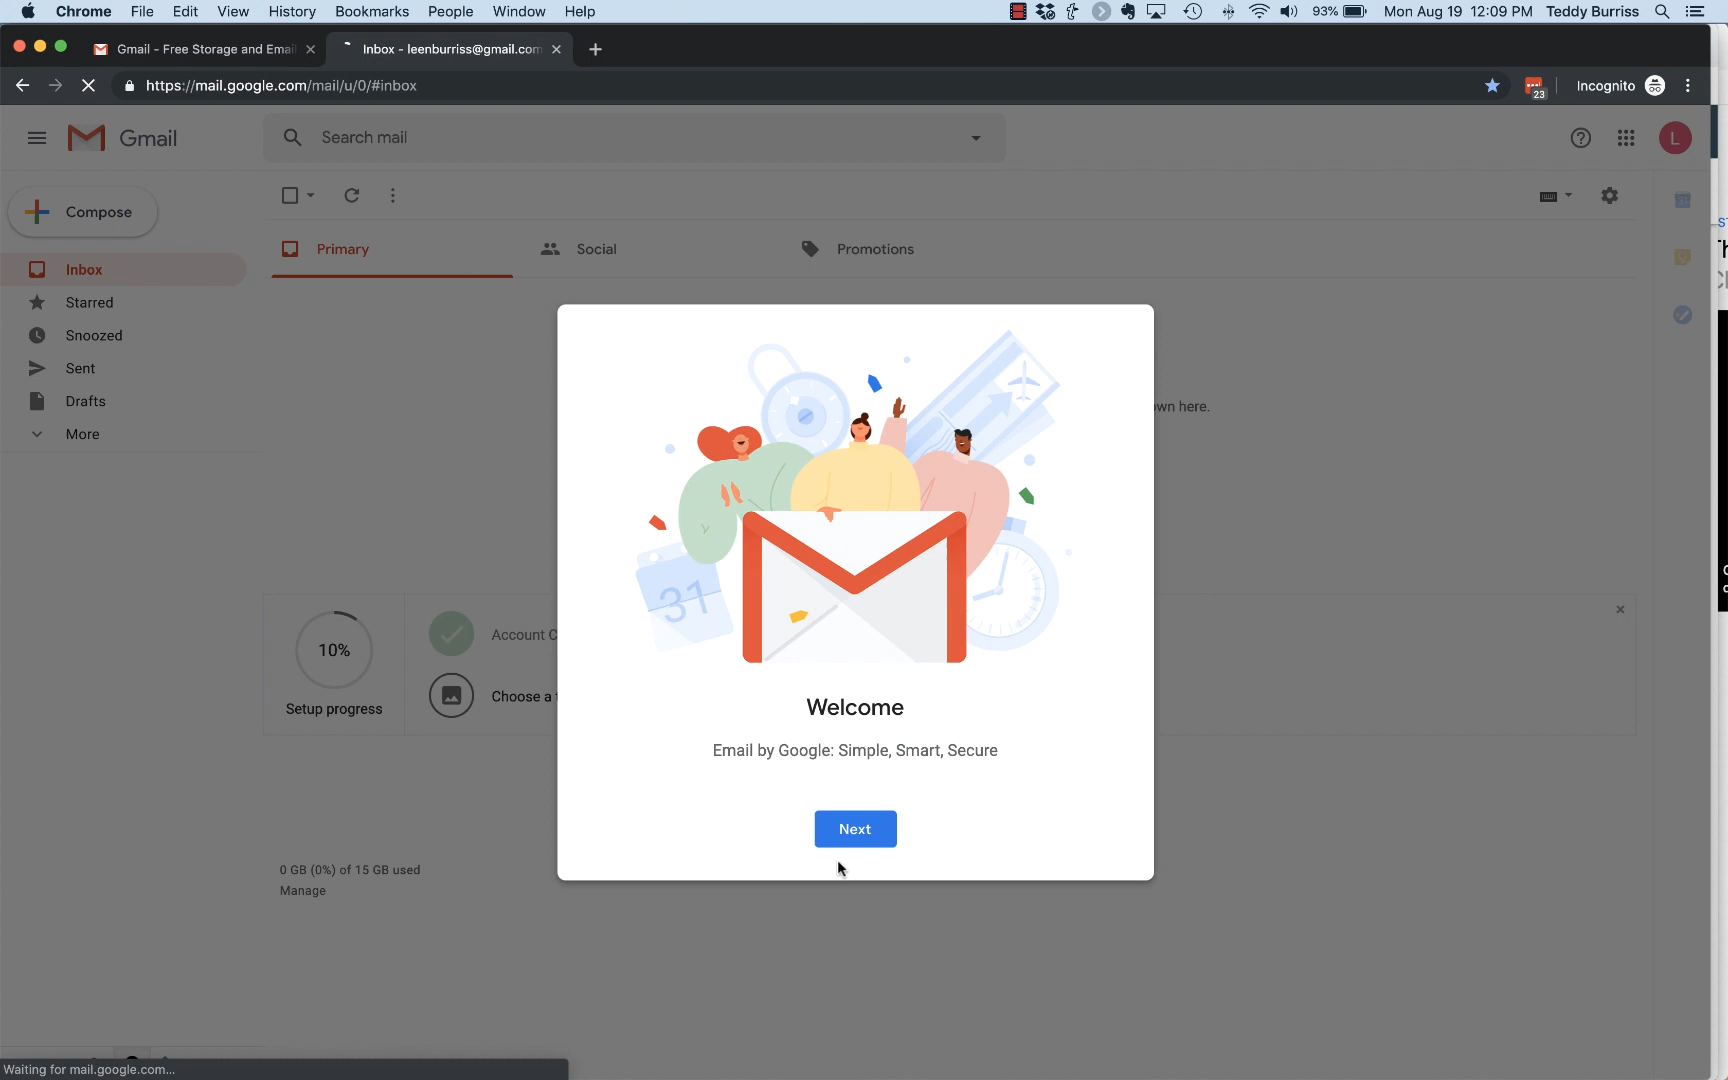 Chrome File Edit View History Bookmarks People Window Help 93% Mon Aug 19 12:09 PM Teddy Burriss
Gmail - Free Storage and Email Inbox - leenburriss@gmail.com
https://mail.google.com/mail/u/0/#inbox 23 Incognito
Gmail Search mail L
Compose
Primary Social Promotions
Inbox
Starred
Snoozed
Sent
Drafts
More
own here.
31
10%
Setup progress
Account C
Choose a t
Welcome
Email by Google: Simple, Smart, Secure
Next
0 GB (0%) of 15 GB used
Manage
Waiting for mail.google.com...